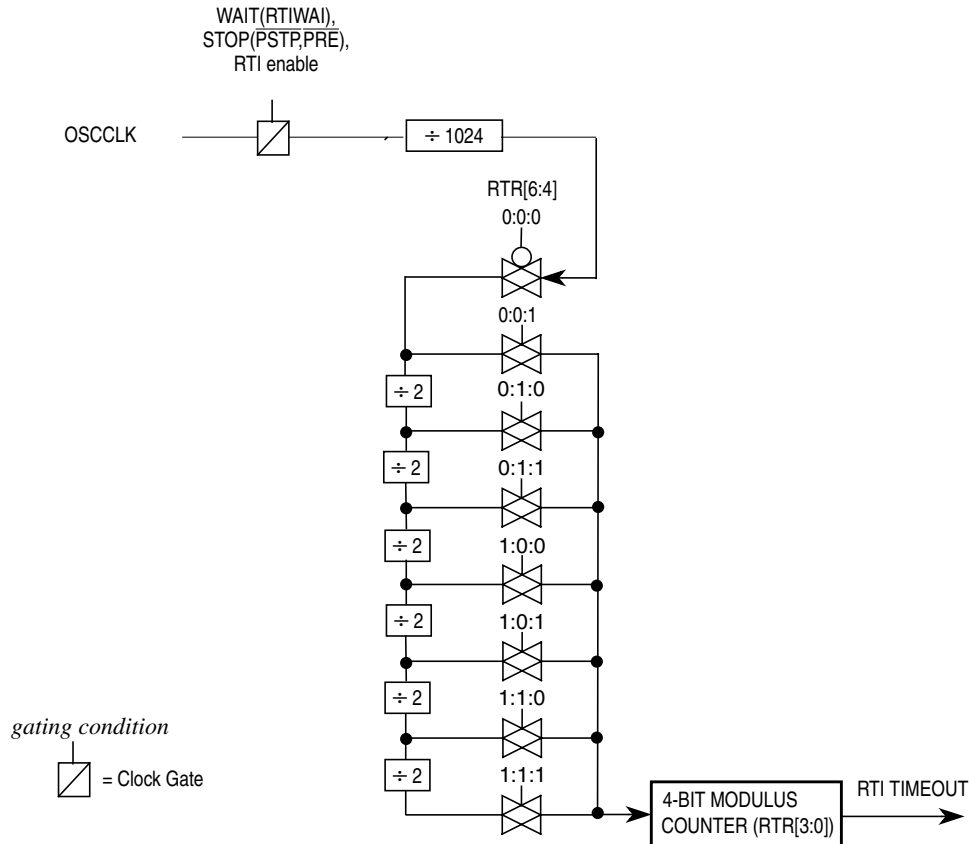 WAIT(RTIWAI),
STOP(PSTP,PRE),
RTI enable
OSCCLK
÷ 1024
RTR[6:4]
0:0:0
0:0:1
÷ 2
0:1:0
÷ 2
0:1:1
÷ 2
1:0:0
÷ 2
1:0:1
÷ 2
1:1:0
÷ 2
1:1:1
gating condition
= Clock Gate
4-BIT MODULUS
COUNTER (RTR[3:0])
RTI TIMEOUT